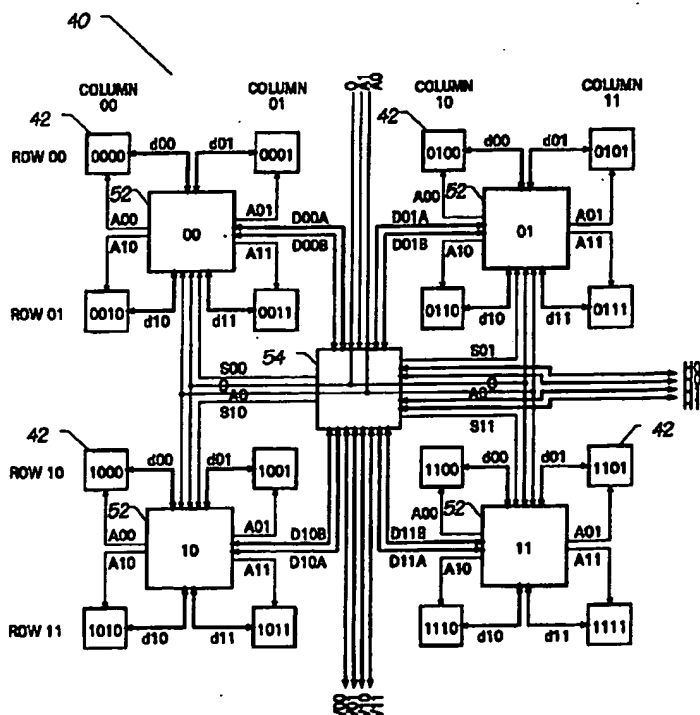 40
COLUMN 00
COLUMN 01
COLUMN 10
COLUMN 11
O
A1
A0
42
42
ROW 00
0000
d00
d01
0001
0100
d00
d01
0101
52
52
A00
A01
A00
A01
00
D00A
D01A
01
A10
A11
D00B
D01B
A10
A11
ROW 01
0010
d10
d11
0011
0110
d10
d11
0111
54
S00
S01
O
O
A0
A0
S10
S11
H0
H1
42
42
ROW 10
1000
d00
d01
1001
1100
d00
d01
1101
52
52
A00
A01
A00
A01
10
D10B
D11B
11
A10
A11
D10A
D11A
A10
A11
ROW 11
1010
d10
d11
1011
1110
d10
d11
1111